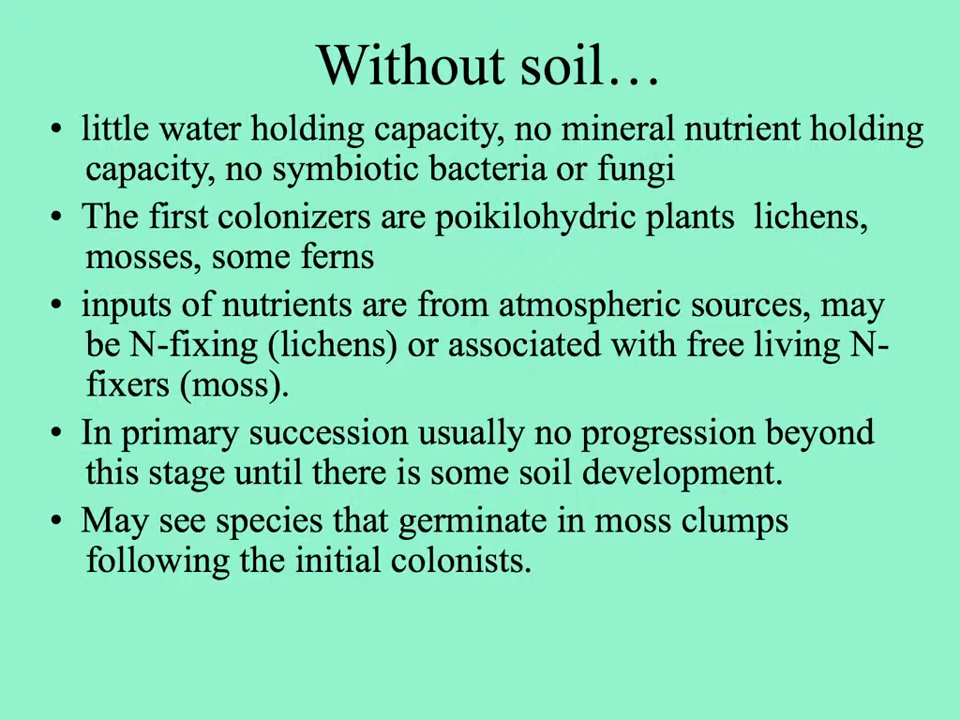 Without soil…
• little water holding capacity, no mineral nutrient holding
capacity, no symbiotic bacteria or fungi
• The first colonizers are poikilohydric plants  lichens,
mosses, some ferns
• inputs of nutrients are from atmospheric sources, may
be N-fixing (lichens) or associated with free living N-
fixers (moss).
• In primary succession usually no progression beyond
this stage until there is some soil development.
• May see species that germinate in moss clumps
following the initial colonists.